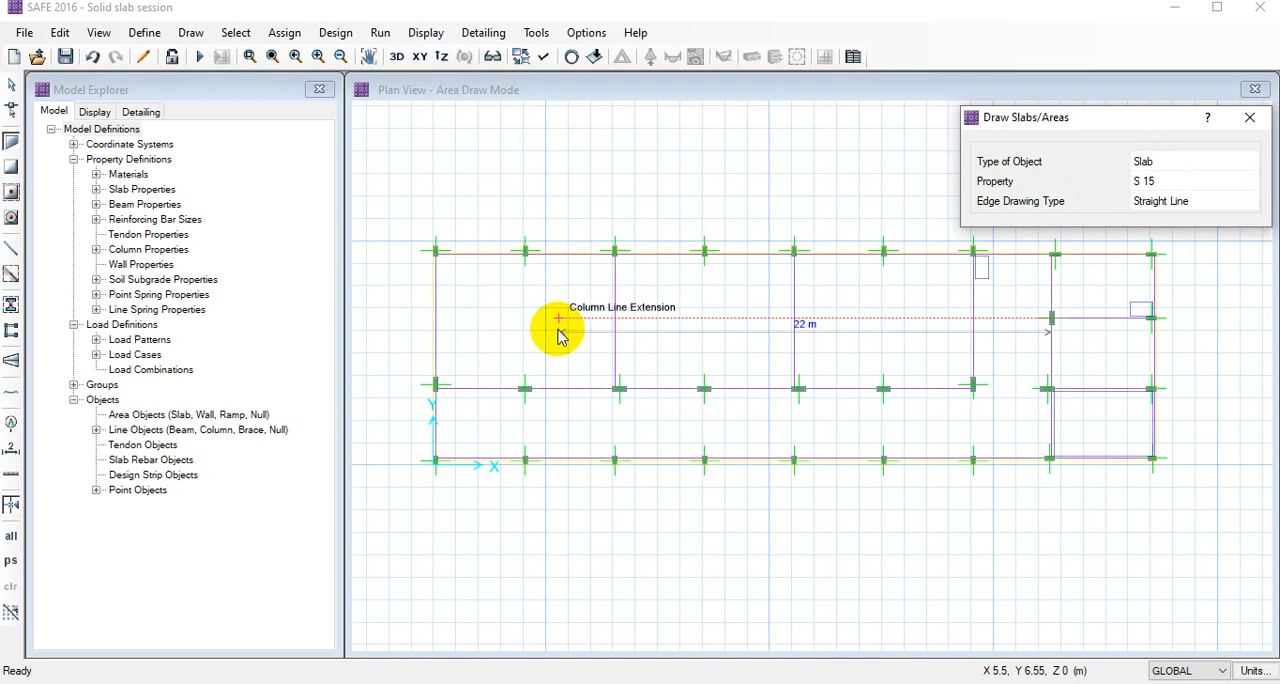 SAFE 2016 - Solid slab session
File Edit View Define Draw Select Assign Design Run Display Detailing Tools Options Help
3D XY
Model Explorer
Plan View - Area Draw Mode
Model Display Detailing
Model Definitions
Coordinate Systems
Property Definitions
Materials
Slab Properties
Beam Properties
Reinforcing Bar Sizes
Tendon Properties
Column Properties
Wall Properties
Soil Subgrade Properties
Point Spring Properties
Line Spring Properties
Load Definitions
Load Patterns
Load Cases
Load Combinations
Groups
Objects
Area Objects (Slab, Wall, Ramp, Null)
Line Objects (Beam, Column, Brace, Null)
Tendon Objects
Slab Rebar Objects
Design Strip Objects
Point Objects
all
ps
clr
Draw Slabs/Areas
?
Type of Object Slab
Property S 15
Edge Drawing Type Straight Line
Column Line Extension
22 m
Y
X
Ready
X 5.5, Y 6.55, Z 0 (m)
GLOBAL
Units...